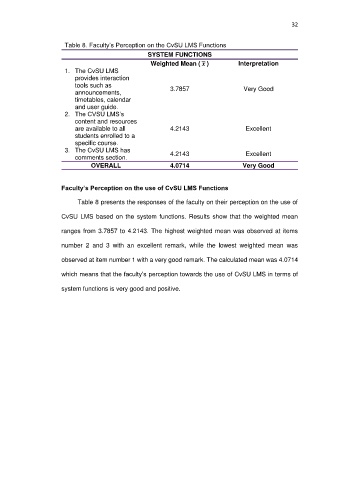 32
Table 8. Faculty's Perception on the CvSU LMS Functions
SYSTEM FUNCTIONS
Weighted Mean ( x̄ ) Interpretation
1. The CvSU LMS
provides interaction
tools such as
announcements,
timetables, calendar
and user guide.
3.7857 Very Good
2. The CVSU LMS's
content and resources
are available to all
students enrolled to a
specific course.
4.2143 Excellent
3. The CvSU LMS has
comments section.
4.2143 Excellent
OVERALL 4.0714 Very Good
Faculty's Perception on the use of CvSU LMS Functions
Table 8 presents the responses of the faculty on their perception on the use of
CvSU LMS based on the system functions. Results show that the weighted mean
ranges from 3.7857 to 4.2143. The highest weighted mean was observed at items
number 2 and 3 with an excellent remark, while the lowest weighted mean was
observed at item number 1 with a very good remark. The calculated mean was 4.0714
which means that the faculty's perception towards the use of CvSU LMS in terms of
system functions is very good and positive.